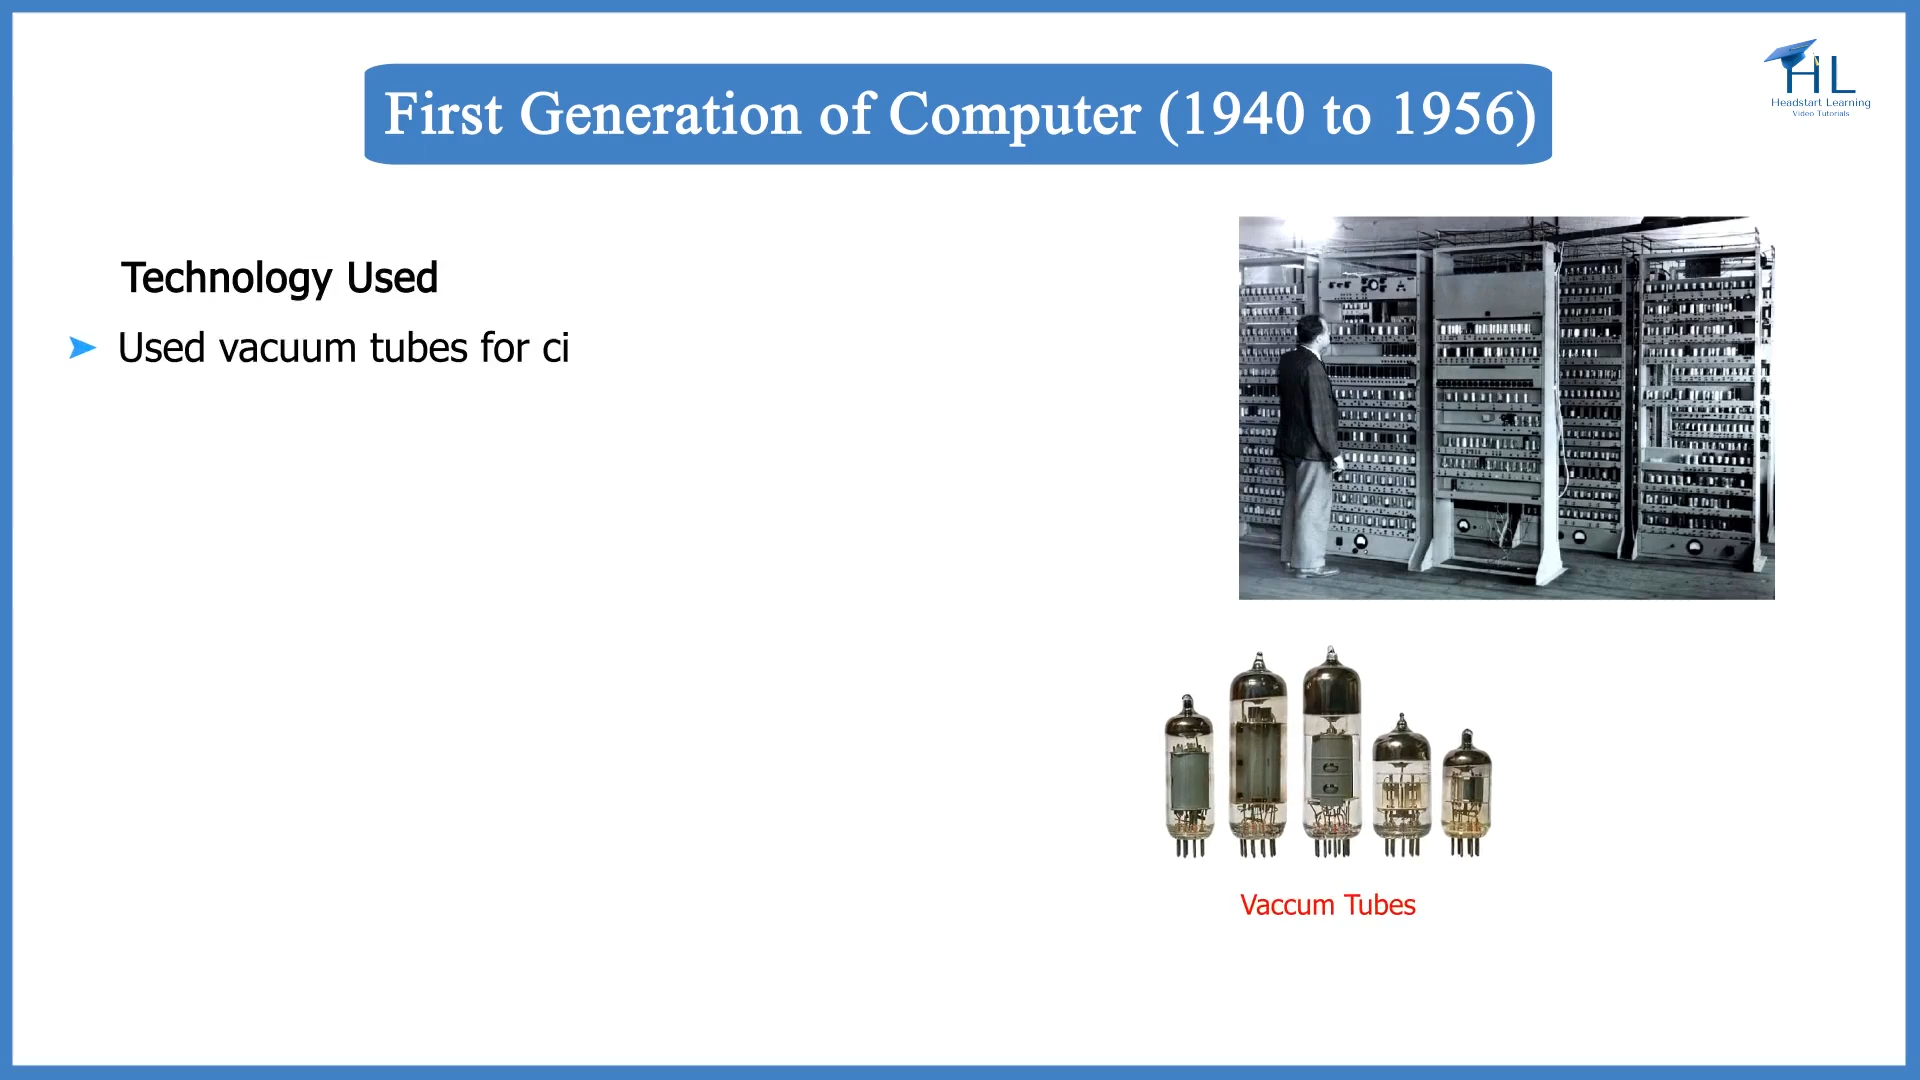 First Generation of Computer (1940 to 1956)
HL
Headstart Learning
Video Tutorials
Technology Used
Used vacuum tubes for ci
Vaccum Tubes